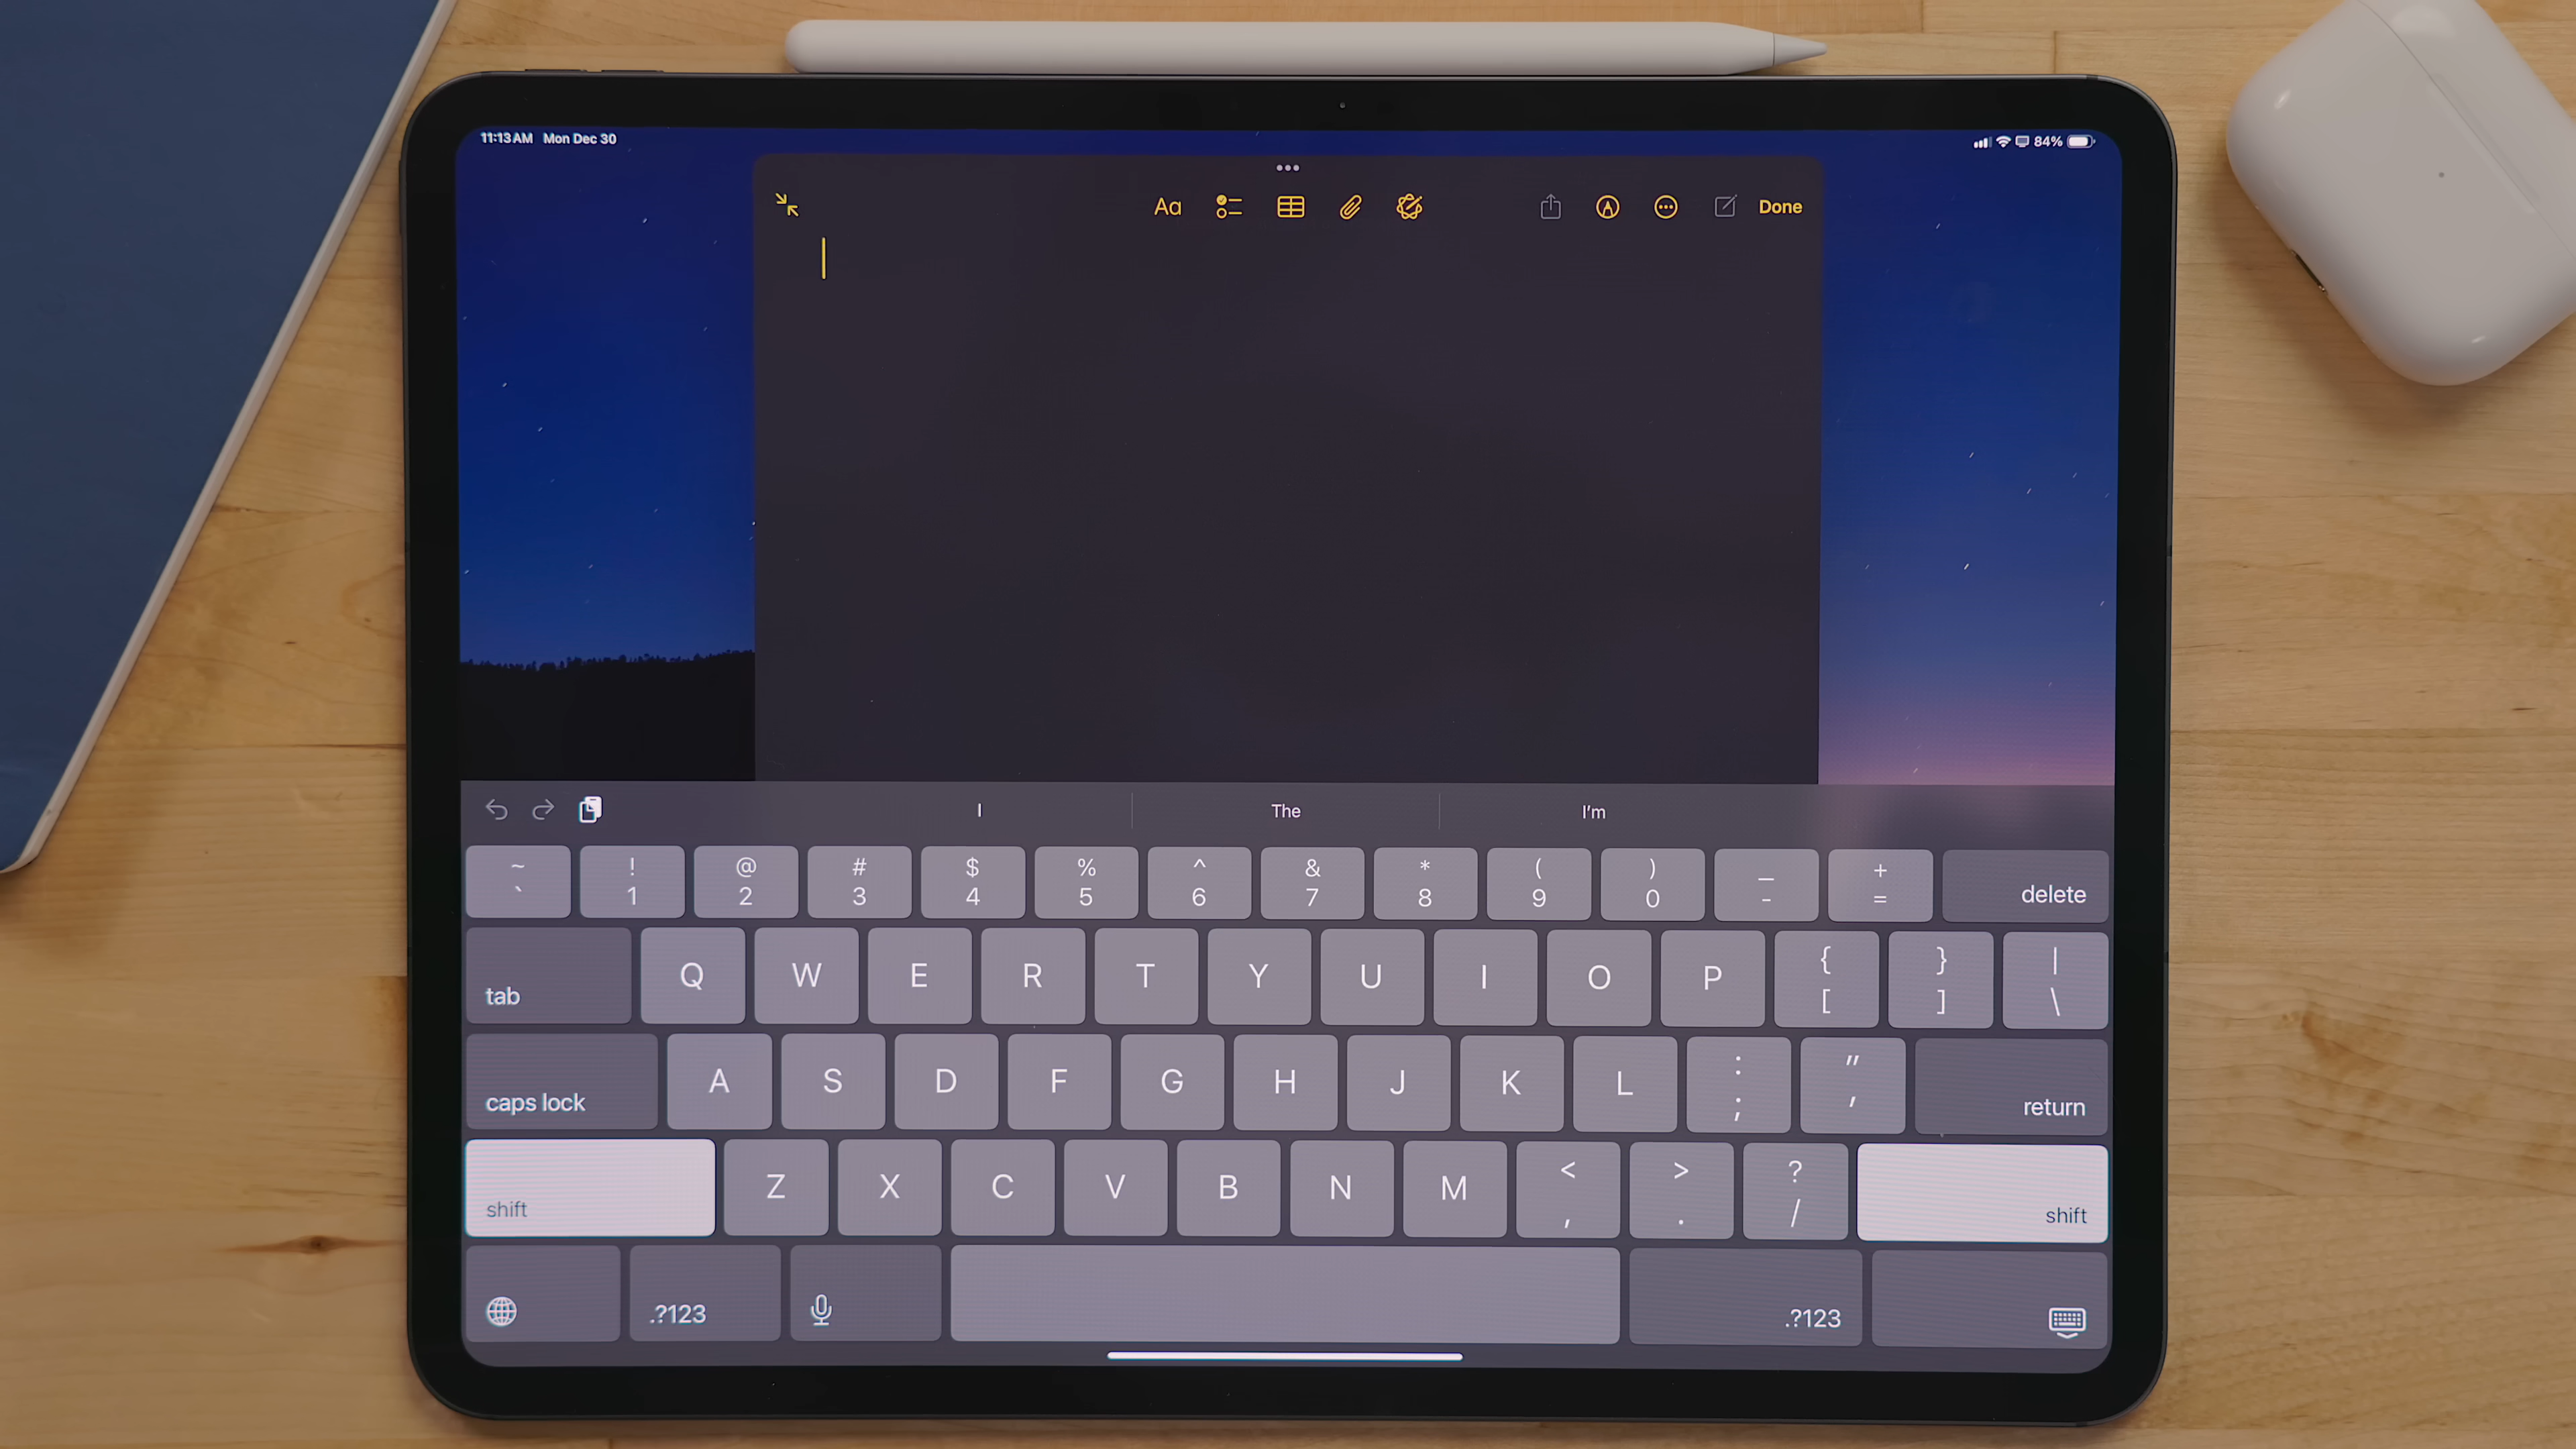 11:13 AM Mon Dec 30
84%
Aa
Done
I The I'm
~ ! @ # $ % ^ & * ( ) _ +
` 1 2 3 4 5 6 7 8 9 0 - = delete
tab Q W E R T Y U I O P { [ } ] | \
caps lock A S D F G H J K L : ; " ' return
shift Z X C V B N M < , > . ? / shift
.?123 .?123